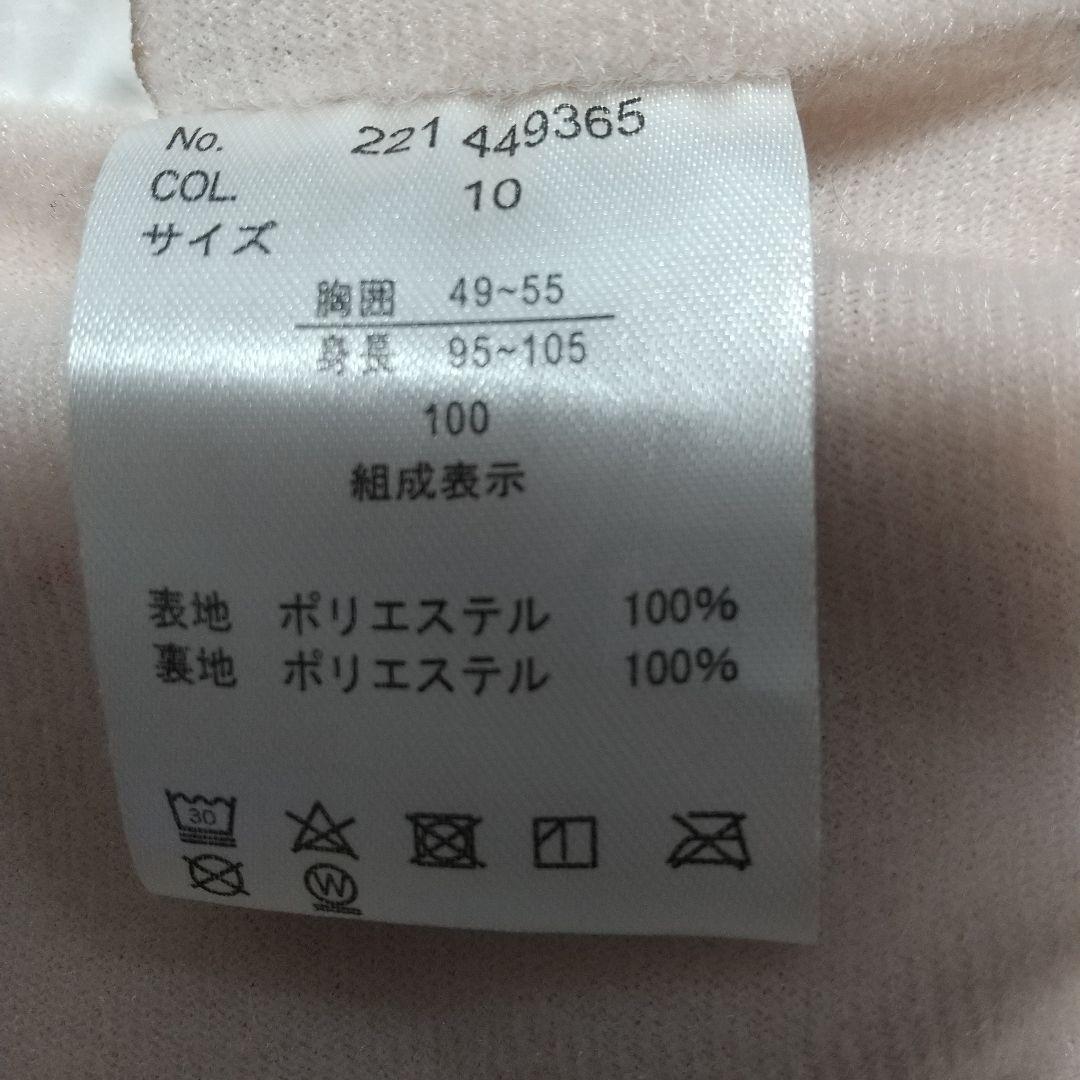 No. 221 449365
COL. 10
サイズ
胸囲 49~55
身長 95~105
100
組成表示
表地 ポリエステル 100%
裏地 ポリエステル 100%
30
W